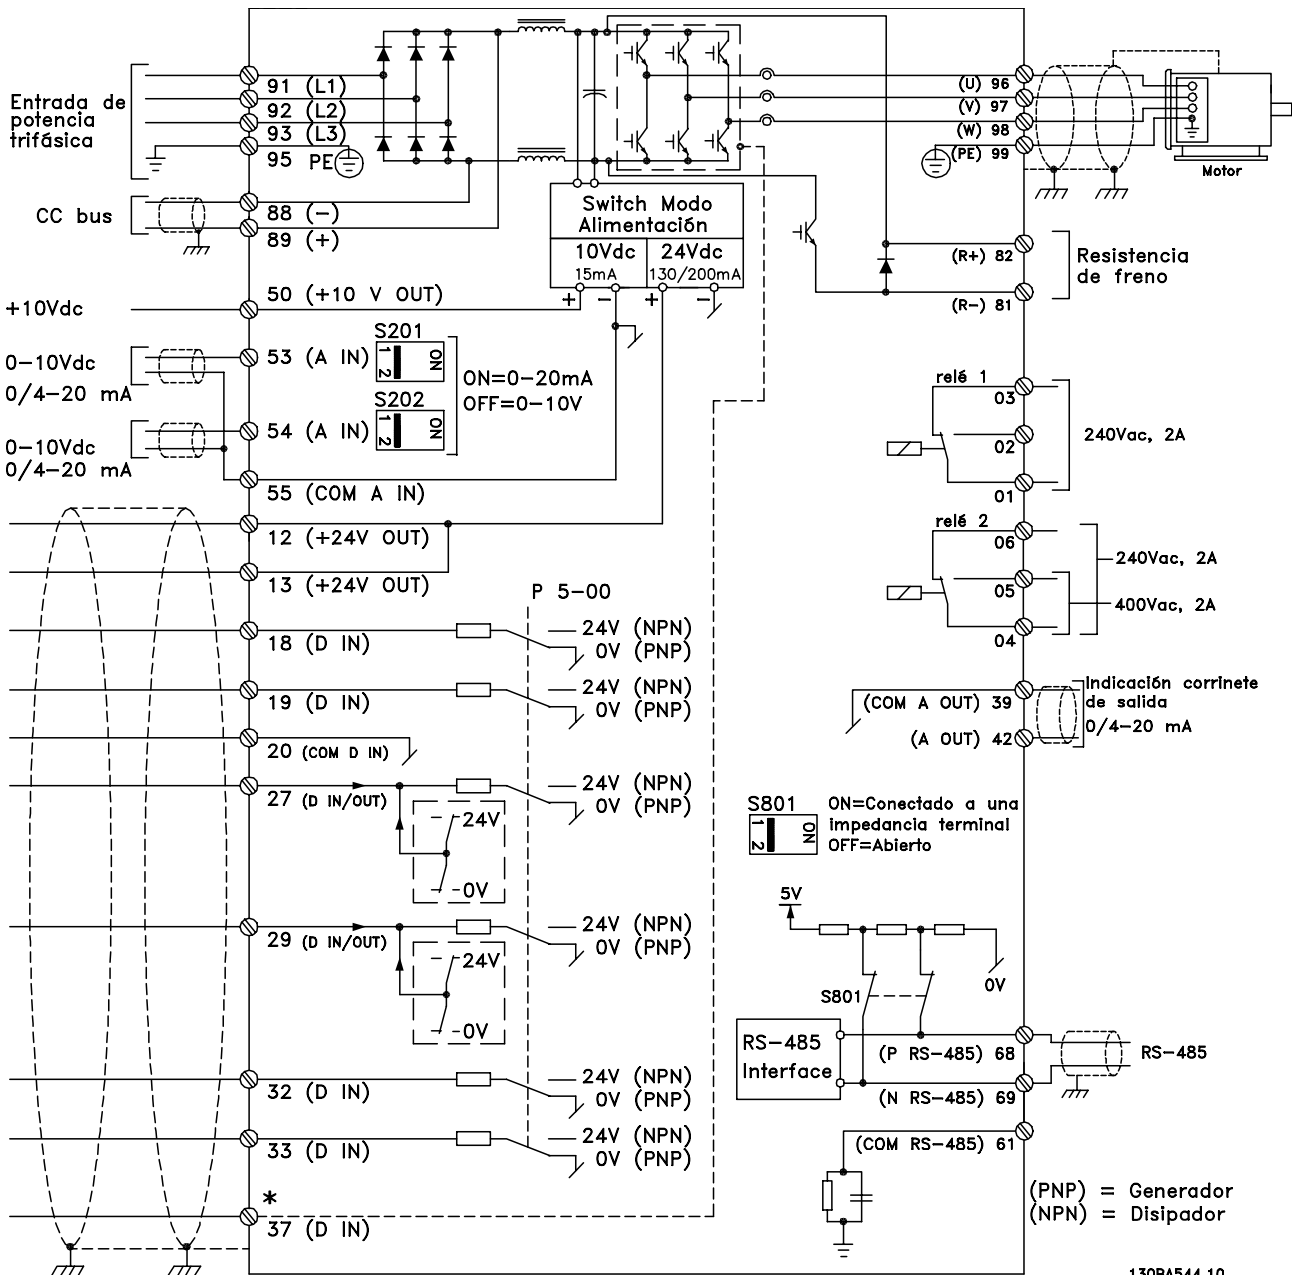 Entrada de
potencia
trifásica
91 (L1)
92 (L2)
93 (L3)
95 PE
CC bus
88 (−)
89 (+)
+10Vdc
50 (+10 V OUT)
0−10Vdc
0/4−20 mA
53 (A IN)
S201
1 2
ON
0−10Vdc
0/4−20 mA
54 (A IN)
S202
1 2
ON
ON=0−20mA
OFF=0−10V
55 (COM A IN)
12 (+24V OUT)
13 (+24V OUT)
P 5-00
18 (D IN)
24V (NPN)
0V (PNP)
19 (D IN)
24V (NPN)
0V (PNP)
20 (COM D IN)
27 (D IN/OUT)
24V (NPN)
0V (PNP)
24V
0V
29 (D IN/OUT)
24V (NPN)
0V (PNP)
24V
0V
32 (D IN)
24V (NPN)
0V (PNP)
33 (D IN)
24V (NPN)
0V (PNP)
*
37 (D IN)
Switch Modo
Alimentación
10Vdc
15mA
24Vdc
130/200mA
+ − + −
(U) 96
(V) 97
(W) 98
(PE) 99
Motor
(R+) 82
(R−) 81
Resistencia
de freno
relé 1
03
02
01
240Vac, 2A
relé 2
06
05
04
240Vac, 2A
400Vac, 2A
(COM A OUT) 39
(A OUT) 42
Indicación corrinete
de salida
0/4−20 mA
S801
1 2
ON
ON=Conectado a una
impedancia terminal
OFF=Abierto
5V
0V
S801
RS−485
Interface
(P RS−485) 68
(N RS−485) 69
(COM RS−485) 61
RS−485
(PNP) = Generador
(NPN) = Disipador
130BA544.10